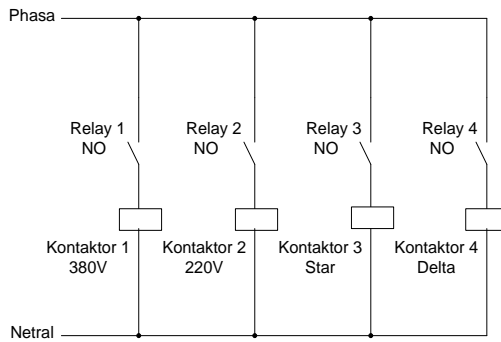 Phasa
Relay 1
NO
Relay 2
NO
Relay 3
NO
Relay 4
NO
Kontaktor 1
380V
Kontaktor 2
220V
Kontaktor 3
Star
Kontaktor 4
Delta
Netral